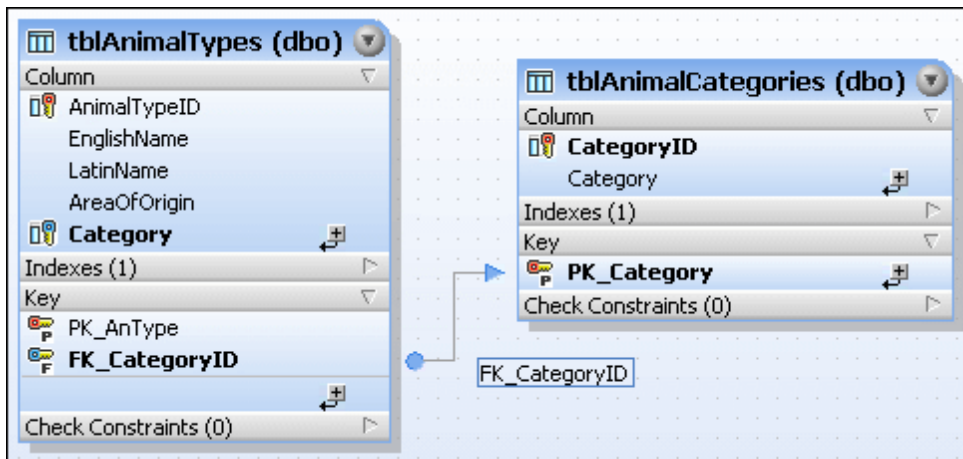 tblAnimalTypes (dbo)
Column
AnimalTypeID
EnglishName
LatinName
AreaOfOrigin
Category
Indexes (1)
Key
PK_AnType
P
FK_CategoryID
F
Check Constraints (0)
tblAnimalCategories (dbo)
Column
CategoryID
Category
Indexes (1)
Key
PK_Category
P
Check Constraints (0)
FK_CategoryID